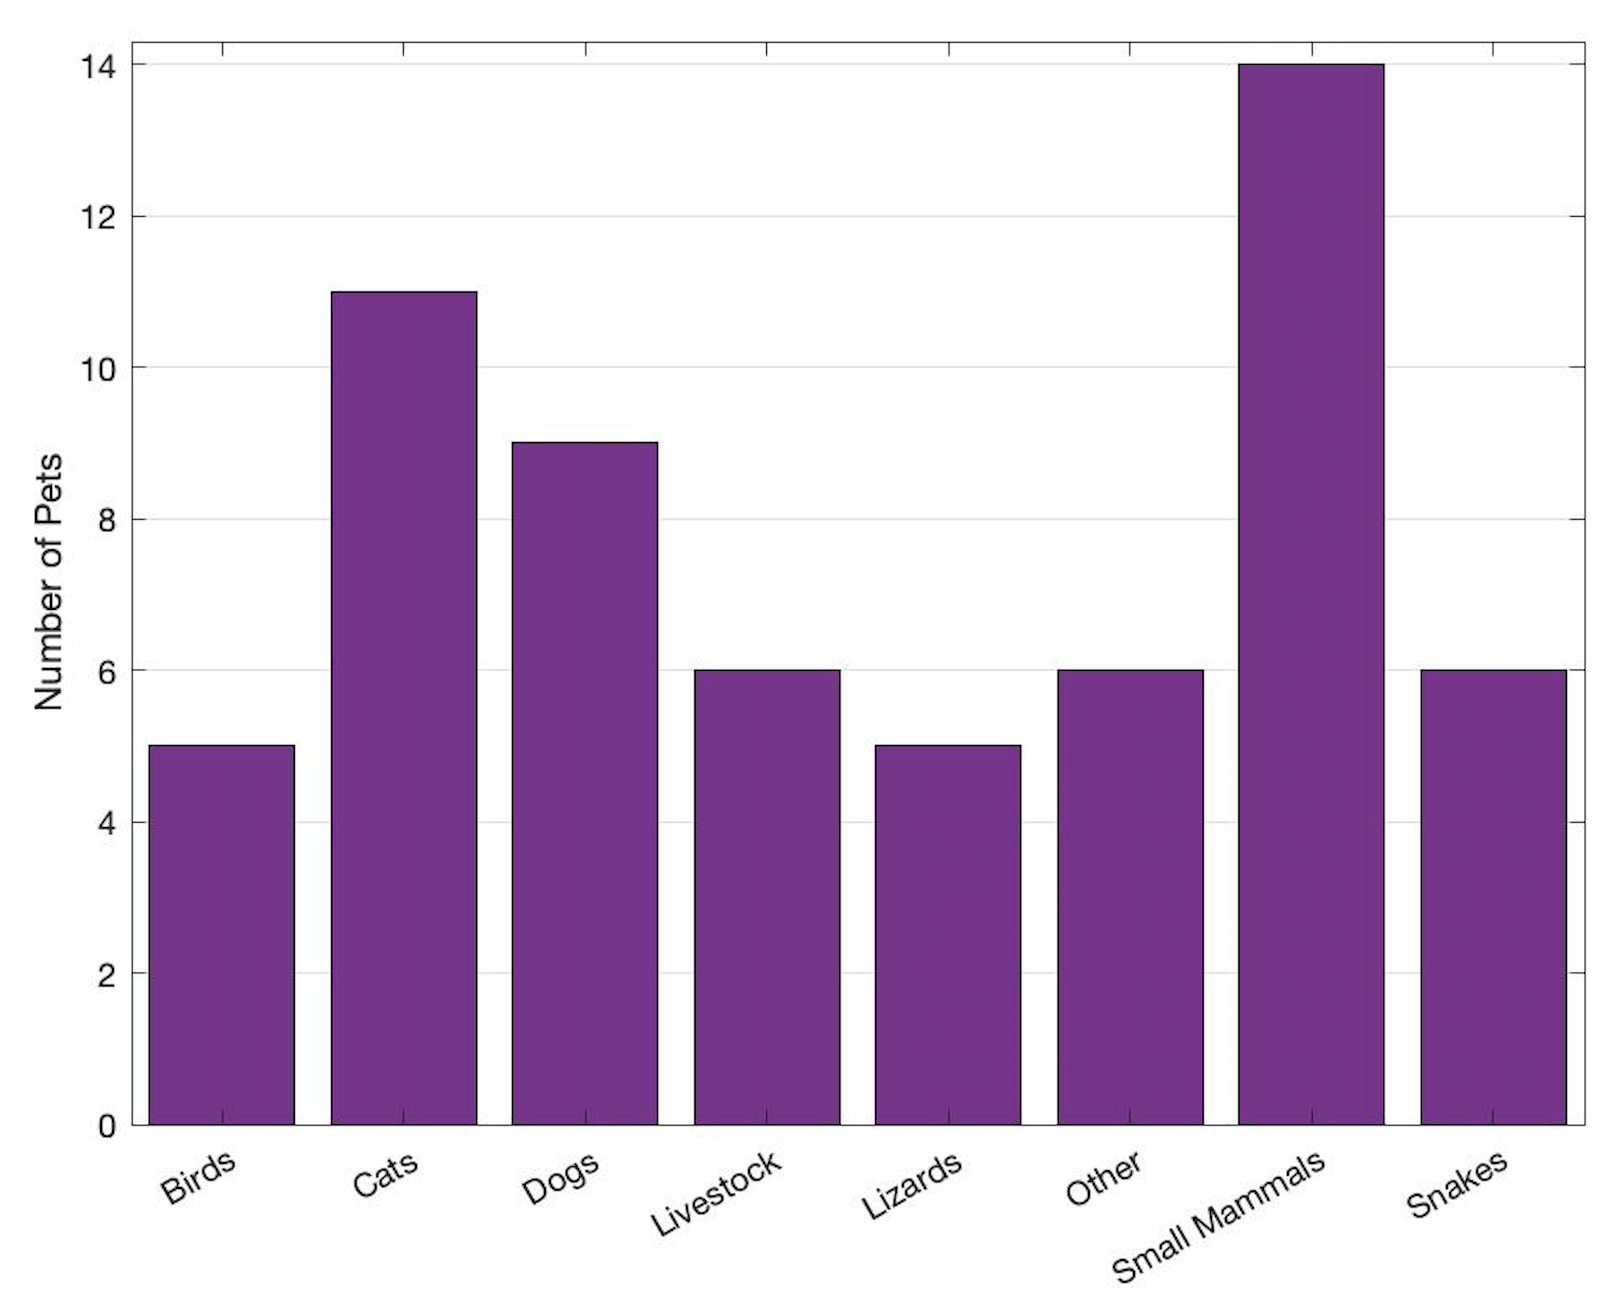 14
12
10
8
6
4
2
0
Number of Pets
Birds
Cats
Dogs
Livestock
Lizards
Other
Small Mammals
Snakes